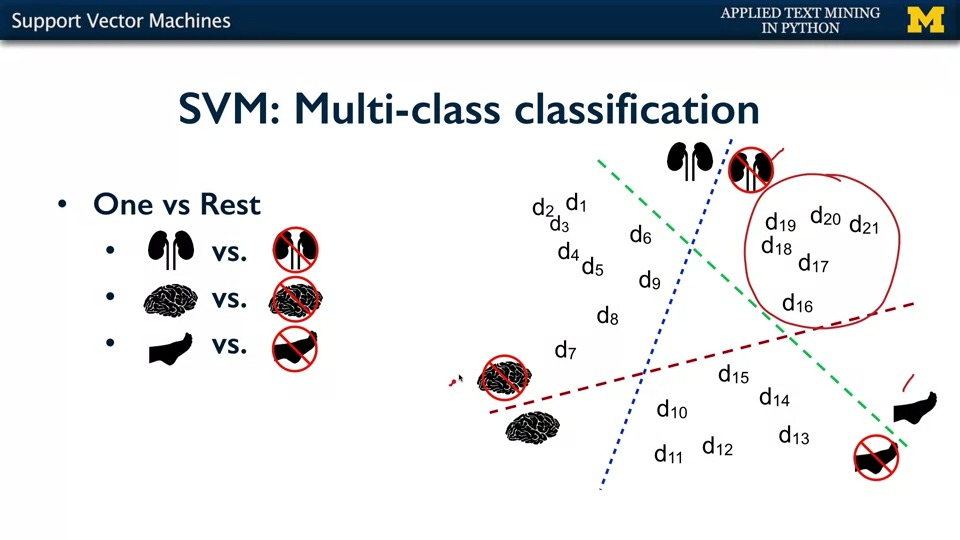 Support Vector Machines
APPLIED TEXT MINING
IN PYTHON
M
SVM: Multi-class classification
• One vs Rest
• vs.
• vs.
• vs.
d1
d2
d3
d4
d5
d6
d7
d8
d9
d10
d11
d12
d13
d14
d15
d16
d17
d18
d19
d20
d21